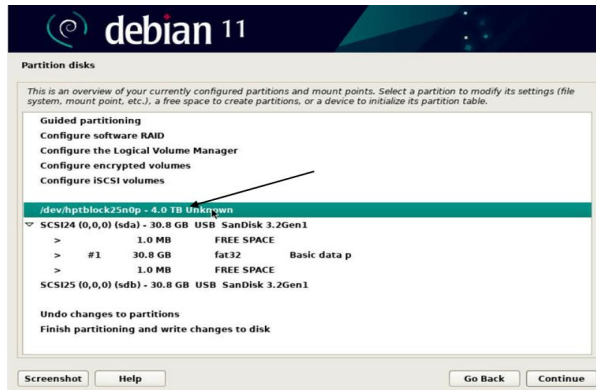 debian 11
Partition disks
This is an overview of your currently configured partitions and mount points. Select a partition to modify its settings (file
system, mount point, etc.), a free space to create partitions, or a device to initialize its partition table.
Guided partitioning
Configure software RAID
Configure the Logical Volume Manager
Configure encrypted volumes
Configure iSCSI volumes
/dev/hptblock25n0p - 4.0 TB Unknown
SCSI24 (0,0,0) (sda) - 30.8 GB USB SanDisk 3.2Gen1
> 1.0 MB FREE SPACE
> #1 30.8 GB fat32 Basic data p
> 1.0 MB FREE SPACE
SCSI25 (0,0,0) (sdb) - 30.8 GB USB SanDisk 3.2Gen1
Undo changes to partitions
Finish partitioning and write changes to disk
Screenshot Help Go Back Continue